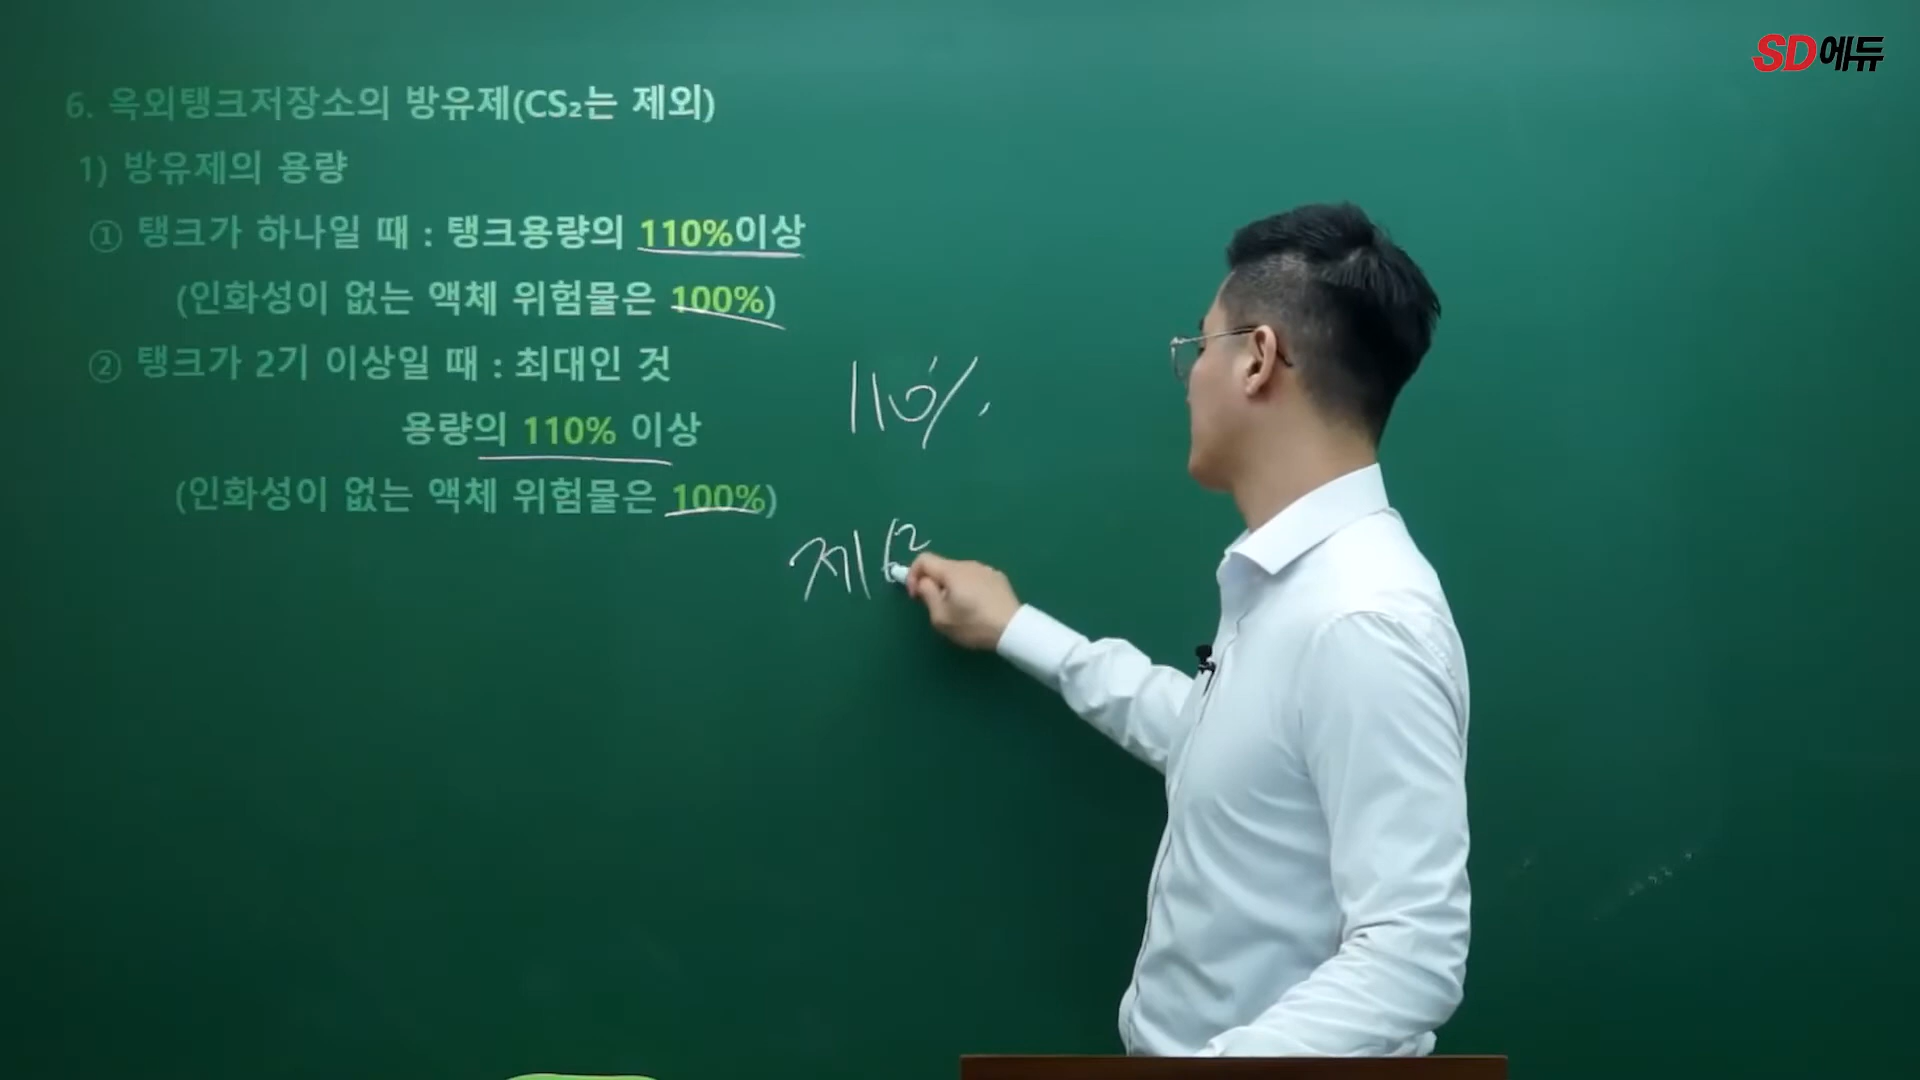 SD에듀
6. 옥외탱크저장소의 방유제(CS₂는 제외)
1) 방유제의 용량
① 탱크가 하나일 때 : 탱크용량의 110%이상
(인화성이 없는 액체 위험물은 100%)
② 탱크가 2기 이상일 때 : 최대인 것
용량의 110% 이상
(인화성이 없는 액체 위험물은 100%)
110%
제6